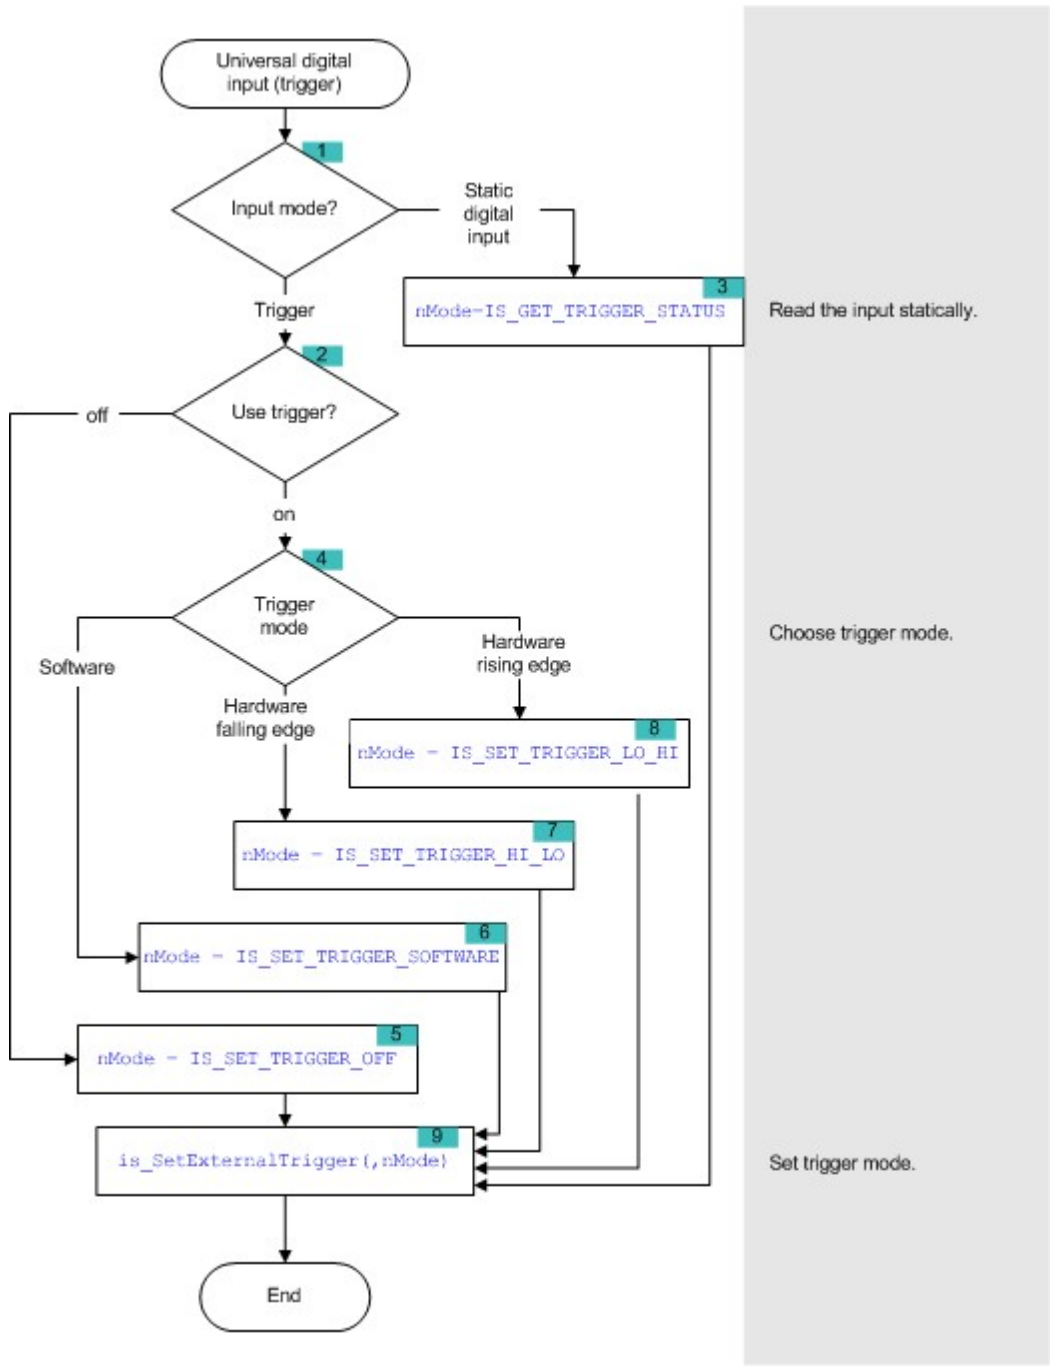 Universal digital
input (trigger)
1
Input mode?
Static
digital
input
3
nMode=IS_GET_TRIGGER_STATUS
Read the input statically.
Trigger
2
Use trigger?
off
on
4
Trigger
mode
Choose trigger mode.
Hardware
rising edge
Software
Hardware
falling edge
8
nMode = IS_SET_TRIGGER_LO_HI
7
nMode = IS_SET_TRIGGER_HI_LO
6
nMode = IS_SET_TRIGGER_SOFTWARE
5
nMode = IS_SET_TRIGGER_OFF
9
is_SetExternalTrigger(,nMode)
Set trigger mode.
End